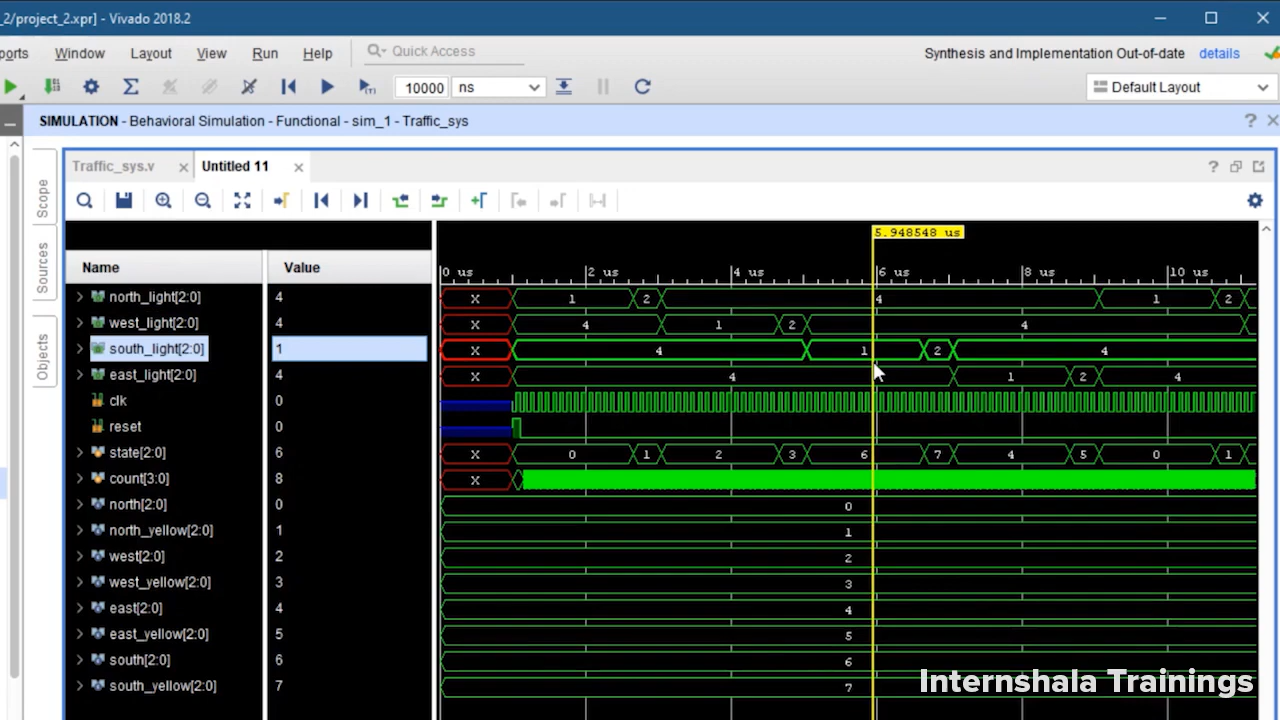 _2/project_2.xpr] - Vivado 2018.2
ports Window Layout View Run Help Quick Access Synthesis and Implementation Out-of-date details
10000 ns Default Layout
SIMULATION - Behavioral Simulation - Functional - sim_1 - Traffic_sys
Scope
Sources
Objects
Traffic_sys.v Untitled 11
5.948548 us
Name Value 0 us 2 us 4 us 6 us 8 us 10 us
north_light[2:0] 4 X 1 2 4 1 2
west_light[2:0] 4 X 4 1 2 4
south_light[2:0] 1 X 4 1 2 4
east_light[2:0] 4 X 4 1 2 4
clk 0
reset 0
state[2:0] 6 X 0 1 2 3 6 7 4 5 0 1
count[3:0] 8 X
north[2:0] 0 0
north_yellow[2:0] 1 1
west[2:0] 2 2
west_yellow[2:0] 3 3
east[2:0] 4 4
east_yellow[2:0] 5 5
south[2:0] 6 6
south_yellow[2:0] 7 7
Internshala Trainings